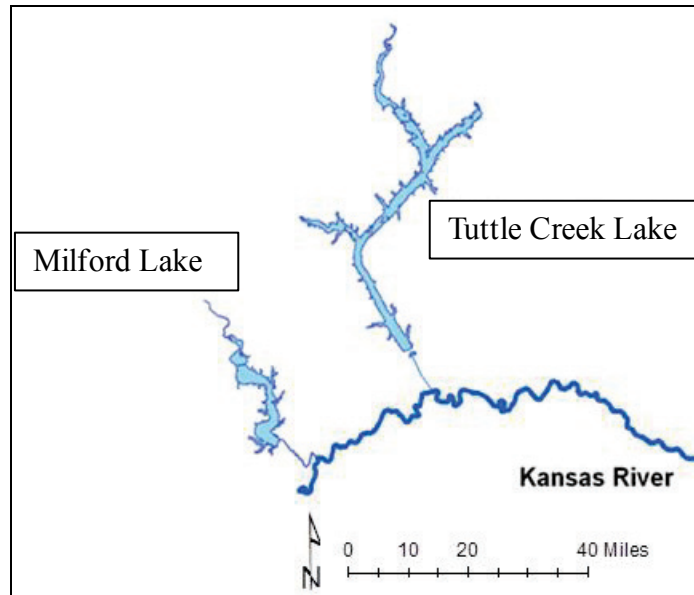 Tuttle Creek Lake
Milford Lake
Kansas River
N
0 10 20 40 Miles